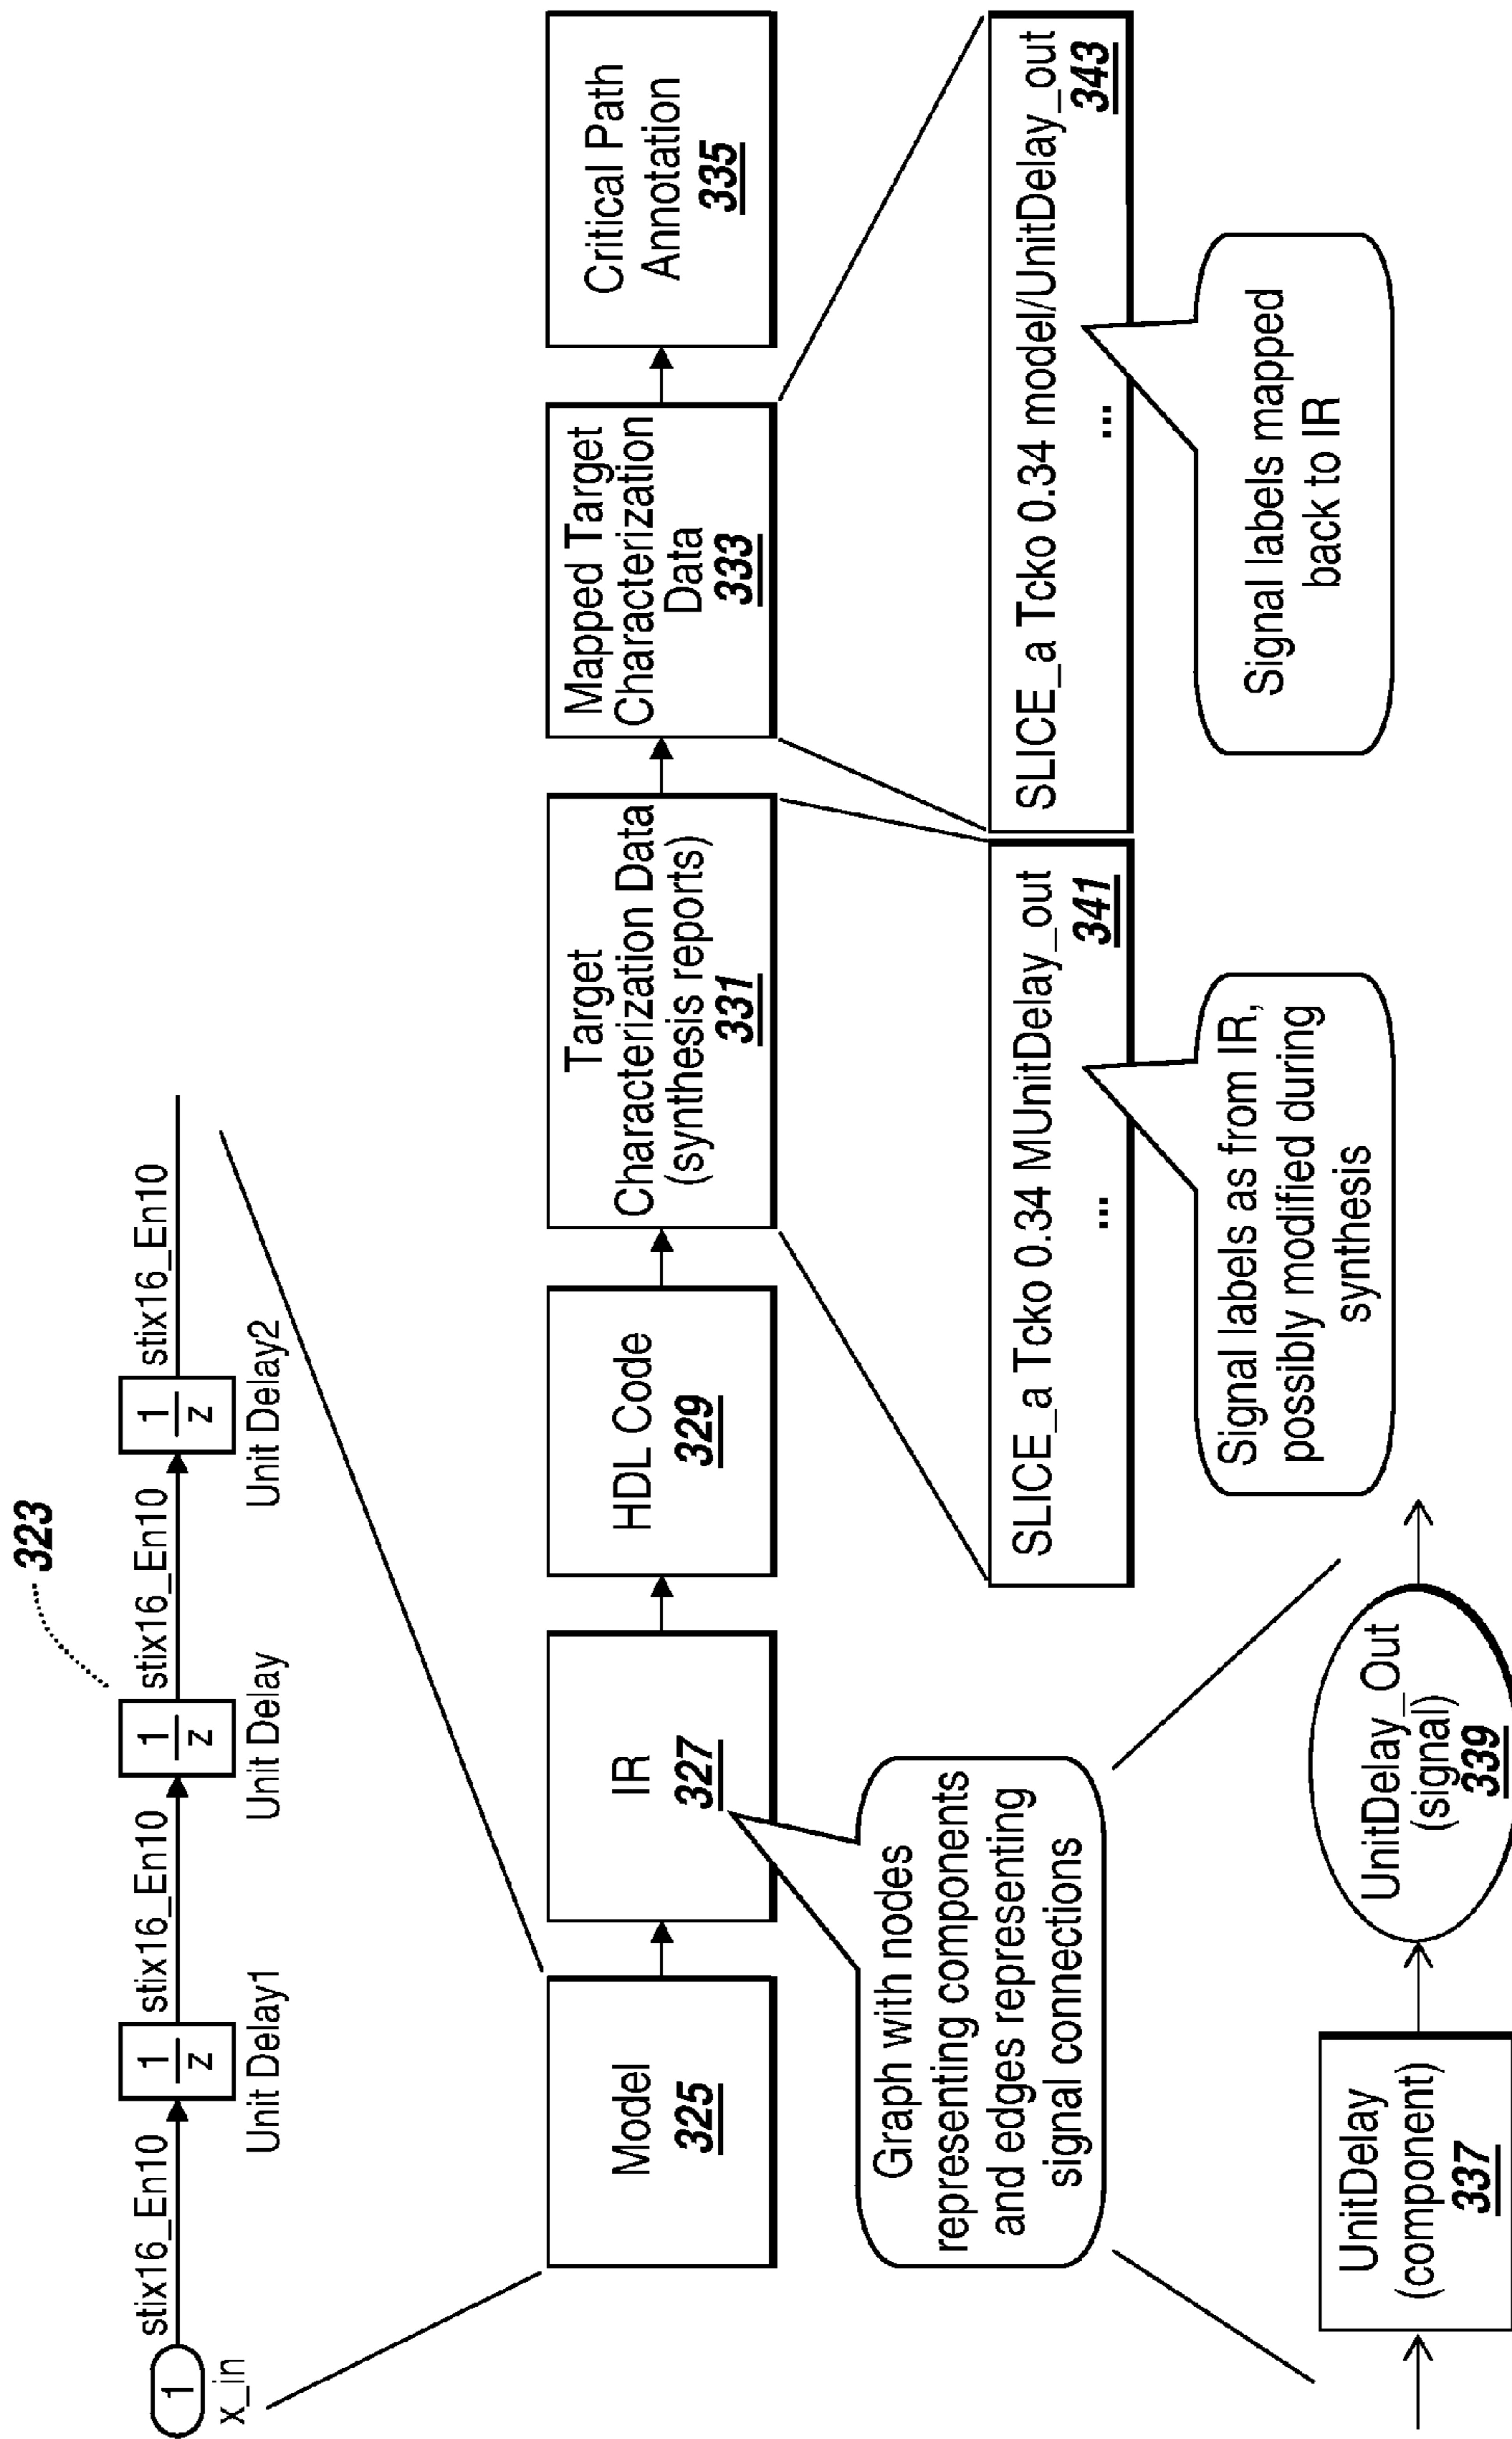 323
stix16_En10
stix16_En10
stix16_En10
stix16_En10
1
1
z
1
z
1
z
x_in
Unit Delay1
Unit Delay
Unit Delay2
Model
325
IR
327
HDL Code
329
Target
Characterization Data
(synthesis reports)
331
Mapped Target
Characterization
Data
333
Critical Path
Annotation
335
Graph with nodes
representing components
and edges representing
signal connections
SLICE_a Tcko 0.34 MUnitDelay_out
...
341
SLICE_a Tcko 0.34 model/UnitDelay_out
...
343
Signal labels as from IR,
possibly modified during
synthesis
Signal labels mapped
back to IR
UnitDelay
(component)
337
UnitDelay_Out
(signal)
339